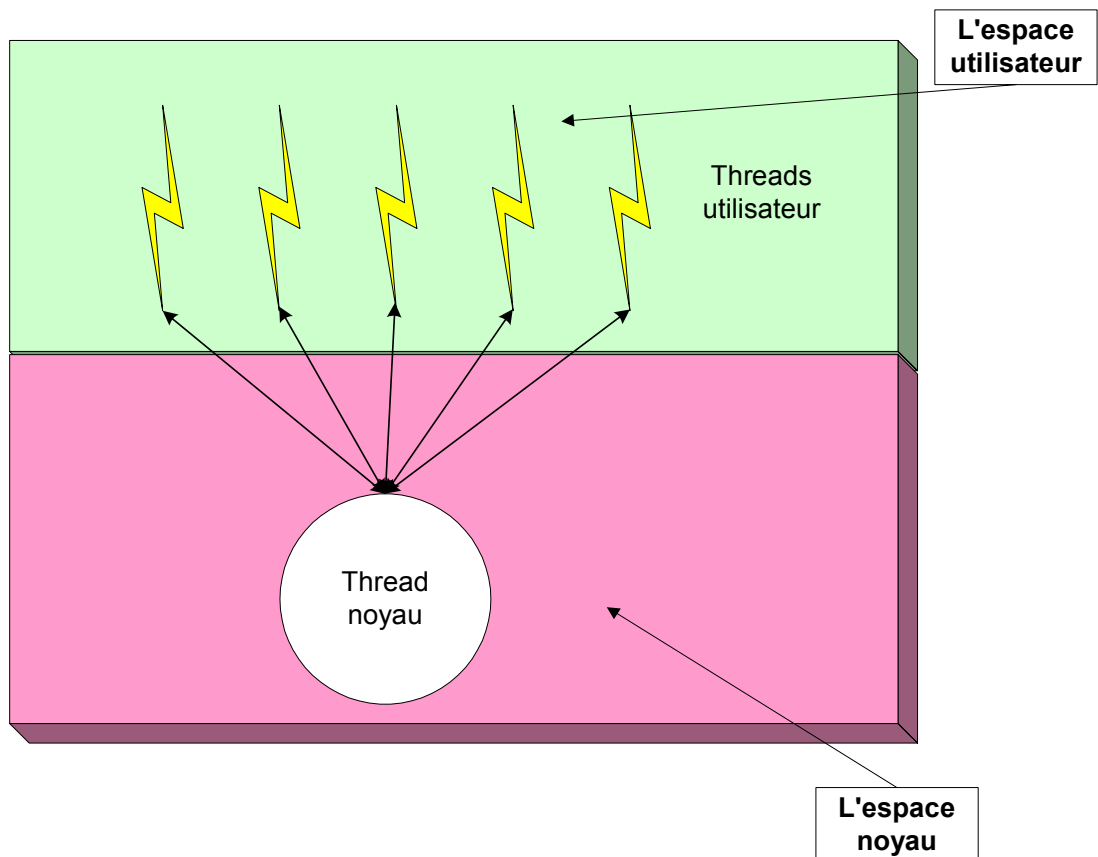 L'espace
utilisateur
Threads
utilisateur
Thread
noyau
L'espace
noyau